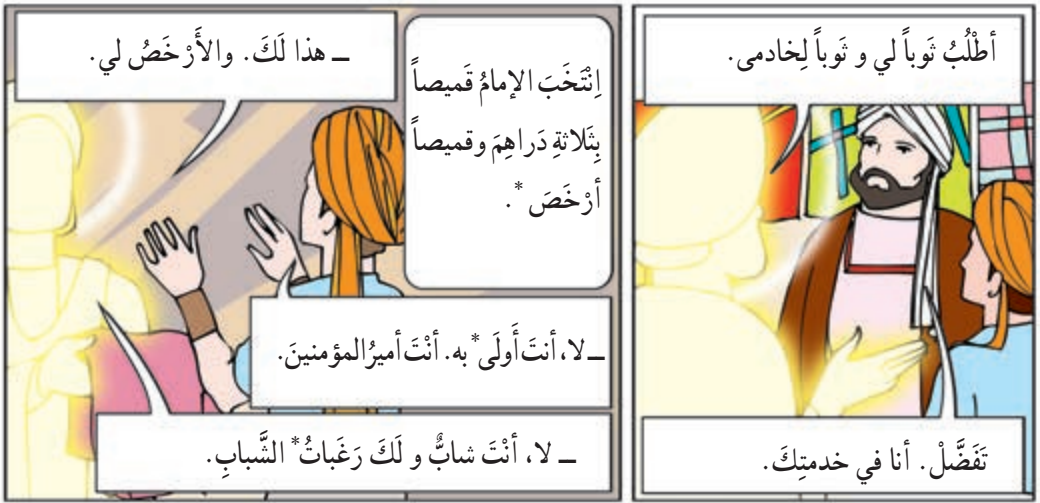 أطْلُبُ ثَوباً لي و ثَوباً لِخادمى.
تَفَضَّلْ. أنا في خدمتِكَ.
اِنْتَخَبَ الإمامُ قَميصاً
بِثَلاثةِ دَراهِمَ وقميصاً
أرْخَصَ *.
ــ هذا لَكَ. والأَرْخَصُ لي.
ــ لا، أنتَ أَولَى* به. أنْتَ أميرُ المؤمنينَ.
ــ لا، أنْتَ شابٌّ و لَكَ رَغَباتُ* الشَّبابِ.